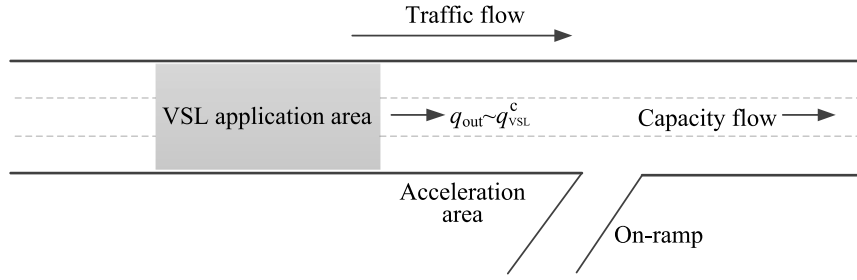 Traffic flow
VSL application area
q_out~q^c_VSL
Capacity flow
Acceleration
area
On-ramp